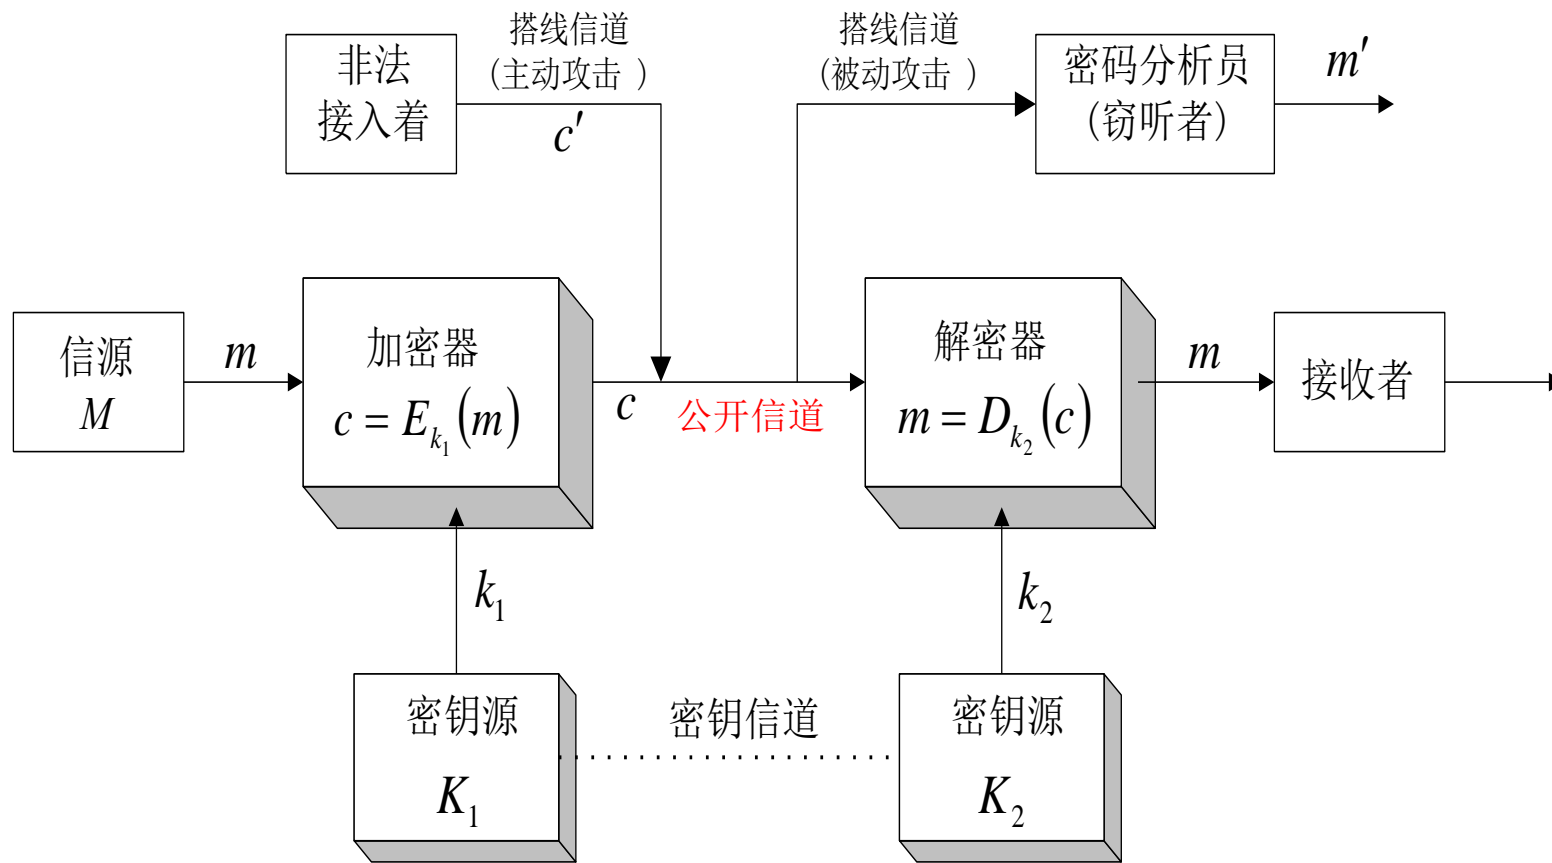 非法
接入着
搭线信道
(主动攻击 )
c′
搭线信道
(被动攻击 )
密码分析员
(窃听者)
m′
信源
M
m
加密器
c = E_{k_1}(m)
c
公开信道
解密器
m = D_{k_2}(c)
m
接收者
k_1
k_2
密钥源
K_1
密钥信道
密钥源
K_2